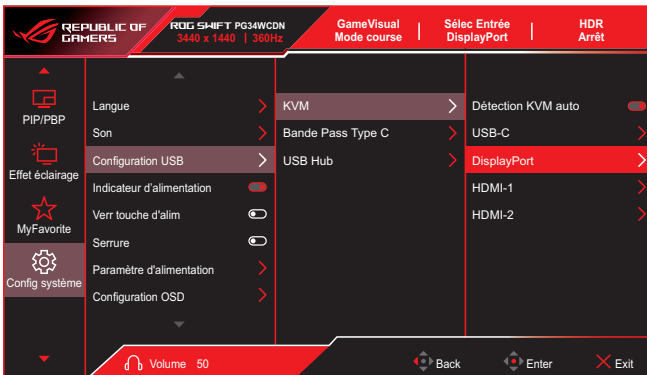 REPUBLIC OF
GAMERS
ROG SWIFT PG34WCDN
3440 x 1440 | 360Hz
GameVisual
Mode course
Sélec Entrée
DisplayPort
HDR
Arrêt
PIP/PBP
Effet éclairage
MyFavorite
Config système
Langue
Son
Configuration USB
Indicateur d'alimentation
Verr touche d'alim
Serrure
Paramètre d'alimentation
Configuration OSD
KVM
Bande Pass Type C
USB Hub
Détection KVM auto
USB-C
DisplayPort
HDMI-1
HDMI-2
Volume 50
Back
Enter
Exit